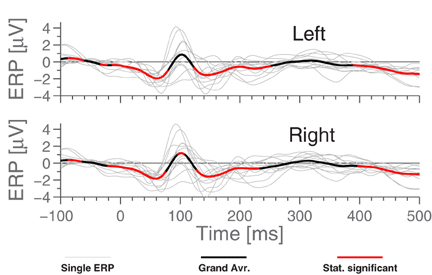 Left
ERP [µV]
4
2
0
-2
-4
Right
ERP [µV]
4
2
0
-2
-4
-100 0 100 200 300 400 500
Time [ms]
Single ERP Grand Avr. Stat. significant